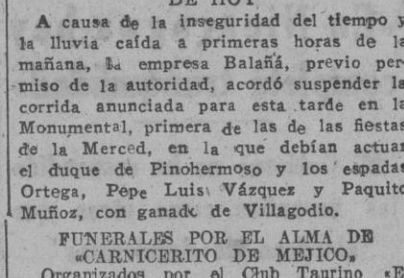 DE HOY
A causa de la inseguridad del tiempo y
la lluvia caída a primeras horas de la
mañana, la empresa Balañá, previo per-
miso de la autoridad, acordó suspender la
corrida anunciada para esta tarde en la
Monumental, primera de las de las fiestas
de la Merced, en la que debían actuar
el duque de Pinohermoso y los espadas
Ortega, Pepe Luis Vázquez y Paquito
Muñoz, con ganado de Villagodio.
FUNERALES POR EL ALMA DE
«CARNICERITO DE MEJICO»
Organizados por el Club Taurino